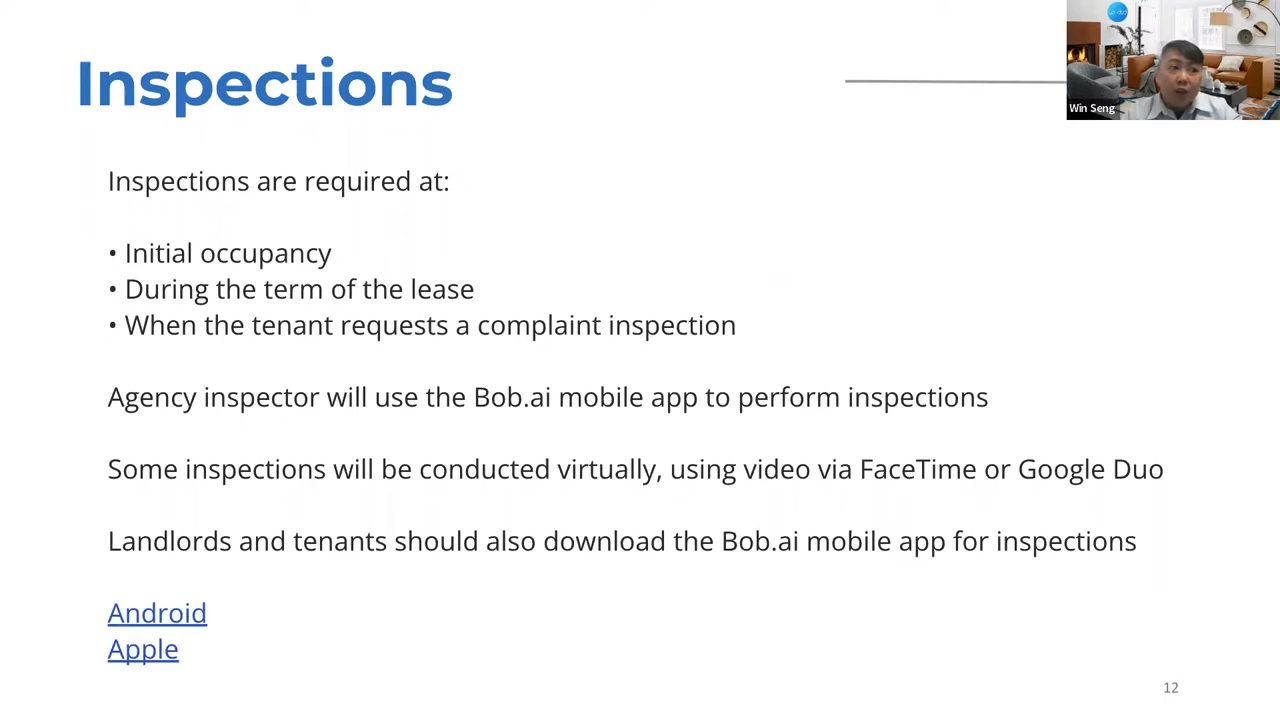 Inspections
Win Seng
Inspections are required at:
• Initial occupancy
• During the term of the lease
• When the tenant requests a complaint inspection
Agency inspector will use the Bob.ai mobile app to perform inspections
Some inspections will be conducted virtually, using video via FaceTime or Google Duo
Landlords and tenants should also download the Bob.ai mobile app for inspections
Android
Apple
12